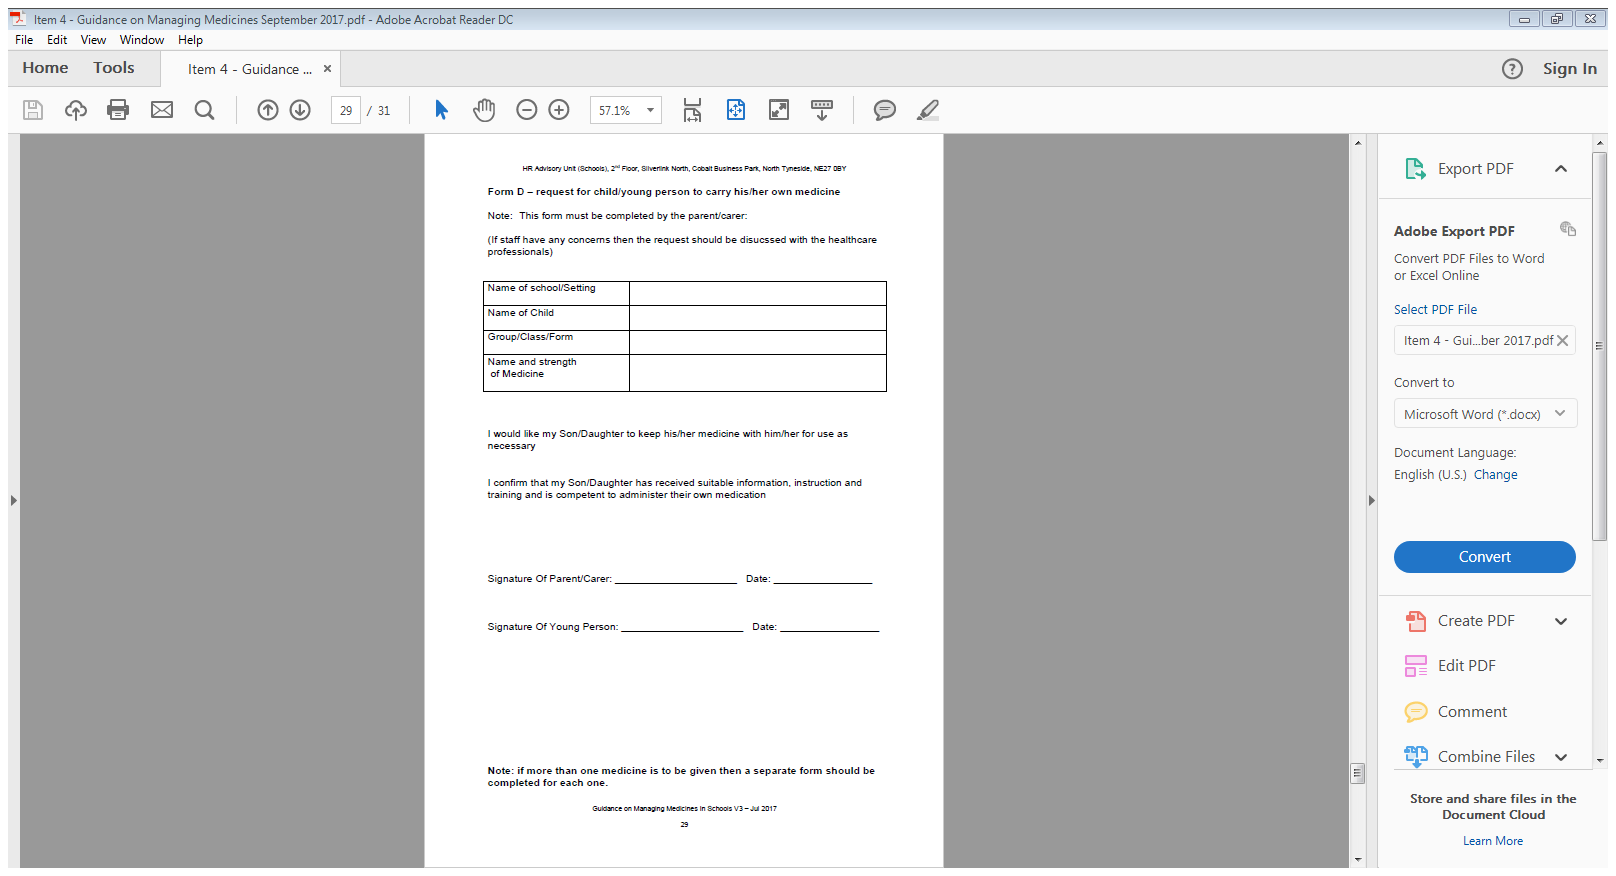 Item 4 - Guidance on Managing Medicines September 2017.pdf - Adobe Acrobat Reader DC
File Edit View Window Help
Home Tools Item 4 - Guidance ... × ? Sign In
29 / 31 57.1%
HR Advisory Unit (Schools), 2nd Floor, Silverlink North, Cobalt Business Park, North Tyneside, NE27 0BY
Form D – request for child/young person to carry his/her own medicine
Note: This form must be completed by the parent/carer:
(If staff have any concerns then the request should be disucssed with the healthcare
professionals)
Name of school/Setting
Name of Child
Group/Class/Form
Name and strength
of Medicine
I would like my Son/Daughter to keep his/her medicine with him/her for use as
necessary
I confirm that my Son/Daughter has received suitable information, instruction and
training and is competent to administer their own medication
Signature Of Parent/Carer: ______________________ Date: __________________
Signature Of Young Person: ______________________ Date: __________________
Note: if more than one medicine is to be given then a separate form should be
completed for each one.
Guidance on Managing Medicines in Schools V3 – Jul 2017
29
Export PDF
Adobe Export PDF
Convert PDF Files to Word
or Excel Online
Select PDF File
Item 4 - Gui...ber 2017.pdf
Convert to
Microsoft Word (*.docx)
Document Language:
English (U.S.) Change
Convert
Create PDF
Edit PDF
Comment
Combine Files
Store and share files in the
Document Cloud
Learn More